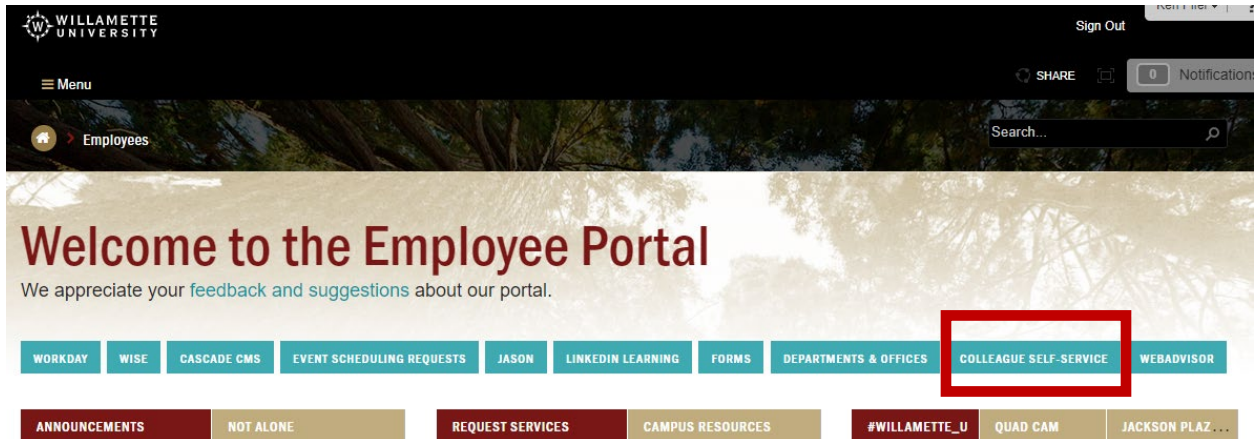 WILLAMETTE
UNIVERSITY
Sign Out
Menu
SHARE
0 Notifications
Employees
Search...
Welcome to the Employee Portal
We appreciate your feedback and suggestions about our portal.
WORKDAY WISE CASCADE CMS EVENT SCHEDULING REQUESTS JASON LINKEDIN LEARNING FORMS DEPARTMENTS & OFFICES COLLEAGUE SELF-SERVICE WEBADVISOR
ANNOUNCEMENTS NOT ALONE REQUEST SERVICES CAMPUS RESOURCES #WILLAMETTE_U QUAD CAM JACKSON PLAZ...